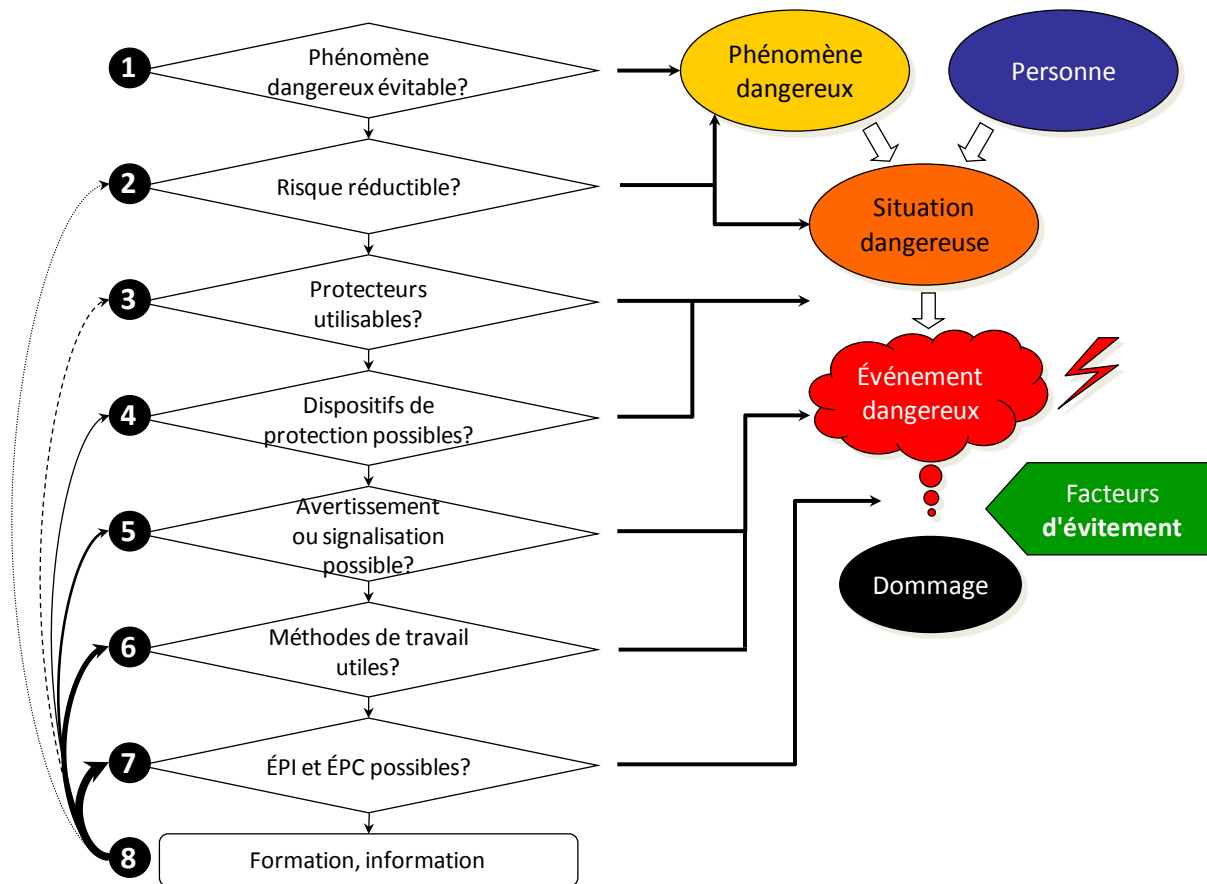 1
Phénomène
dangereux évitable?
2
Risque réductible?
3
Protecteurs
utilisables?
4
Dispositifs de
protection possibles?
5
Avertissement
ou signalisation
possible?
6
Méthodes de travail
utiles?
7
ÉPI et ÉPC possibles?
8
Formation, information
Phénomène
dangereux
Personne
Situation
dangereuse
Événement
dangereux
Facteurs
d'évitement
Dommage